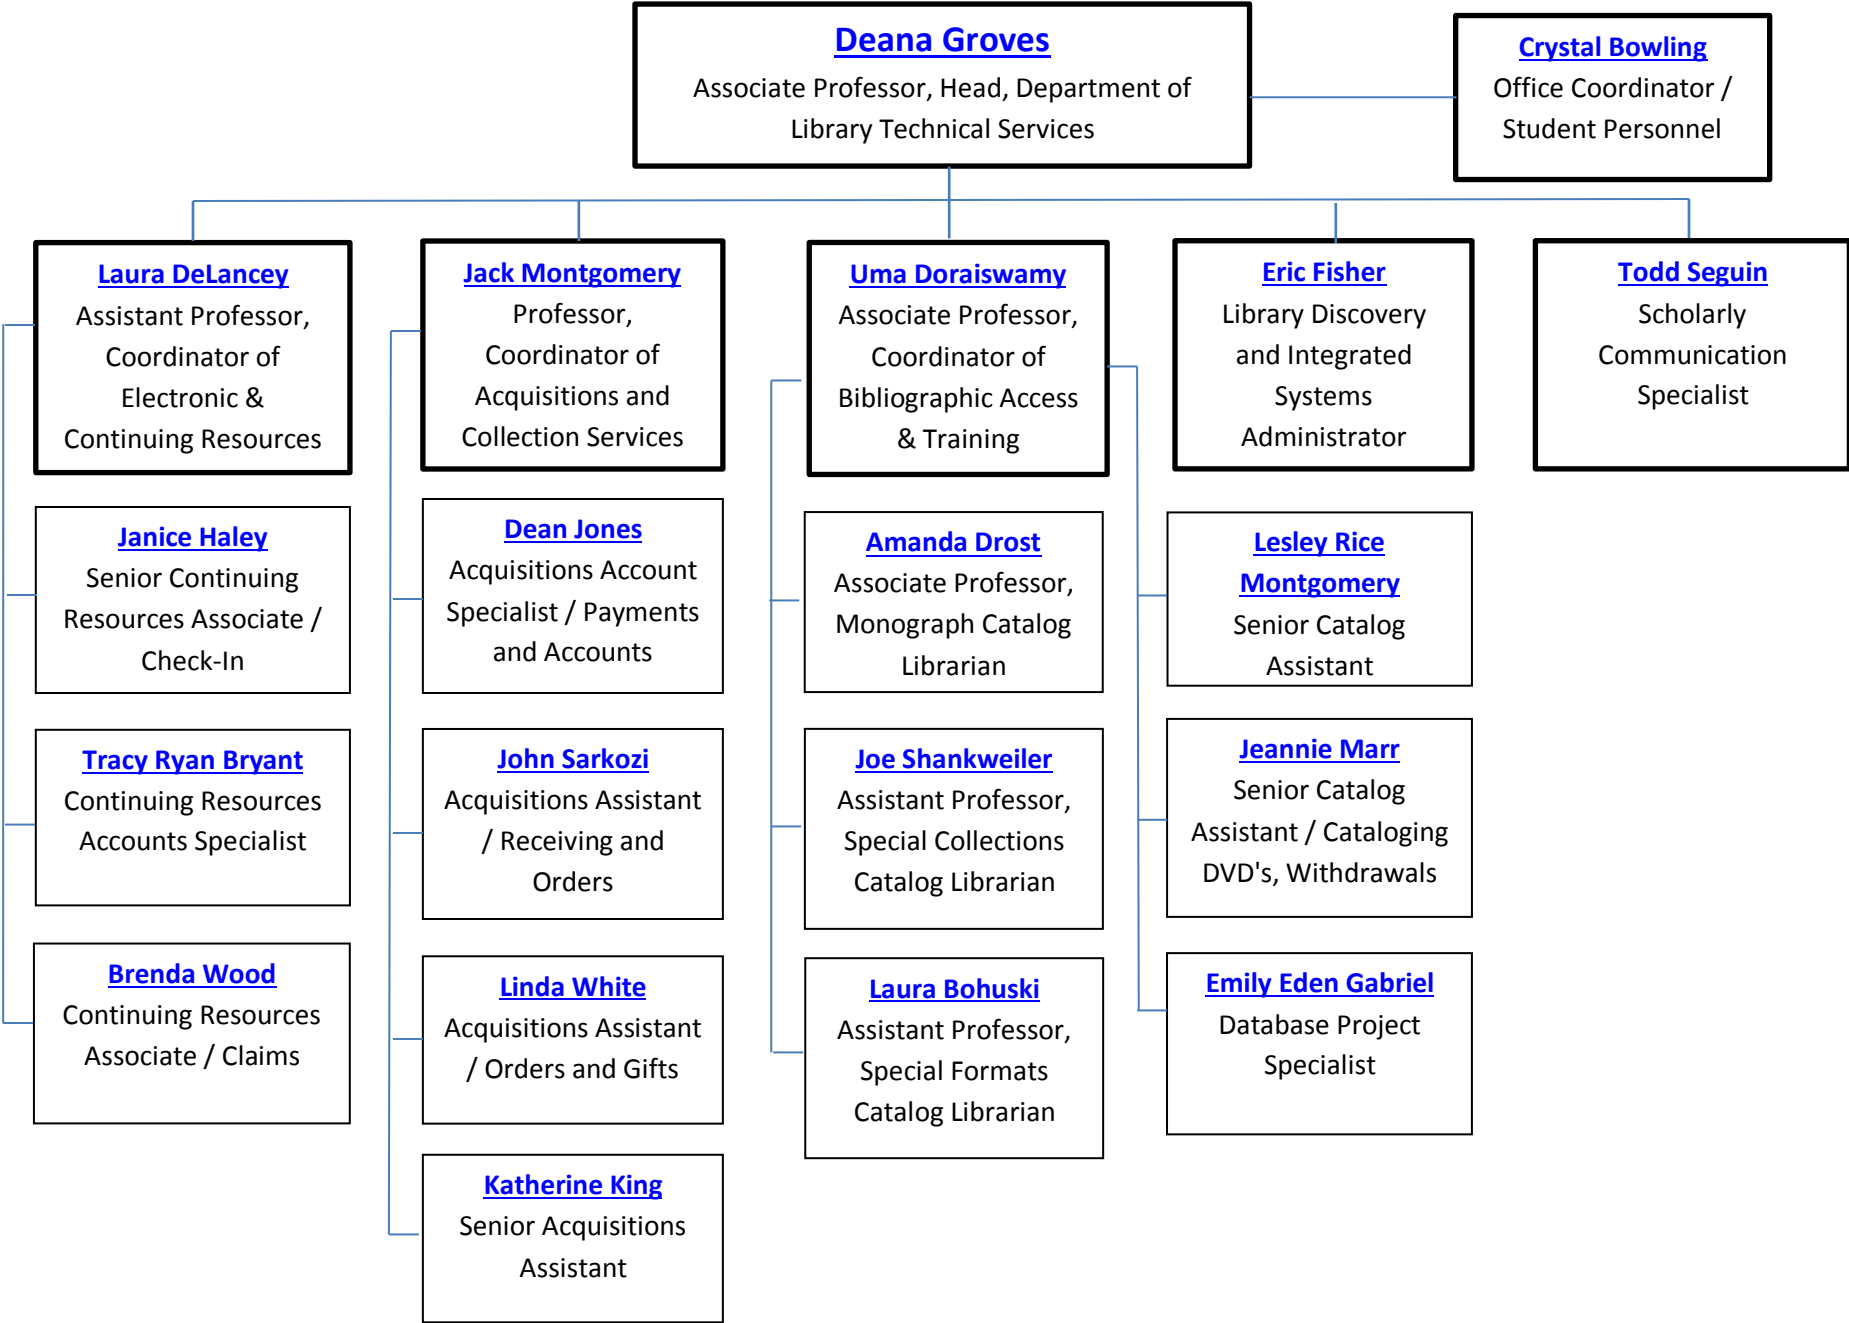 Deana Groves
Associate Professor, Head, Department of
Library Technical Services
Crystal Bowling
Office Coordinator /
Student Personnel
Laura DeLancey
Assistant Professor,
Coordinator of
Electronic &
Continuing Resources
Jack Montgomery
Professor,
Coordinator of
Acquisitions and
Collection Services
Uma Doraiswamy
Associate Professor,
Coordinator of
Bibliographic Access
& Training
Eric Fisher
Library Discovery
and Integrated
Systems
Administrator
Todd Seguin
Scholarly
Communication
Specialist
Janice Haley
Senior Continuing
Resources Associate /
Check-In
Dean Jones
Acquisitions Account
Specialist / Payments
and Accounts
Amanda Drost
Associate Professor,
Monograph Catalog
Librarian
Lesley Rice
Montgomery
Senior Catalog
Assistant
Tracy Ryan Bryant
Continuing Resources
Accounts Specialist
John Sarkozi
Acquisitions Assistant
/ Receiving and
Orders
Joe Shankweiler
Assistant Professor,
Special Collections
Catalog Librarian
Jeannie Marr
Senior Catalog
Assistant / Cataloging
DVD's, Withdrawals
Brenda Wood
Continuing Resources
Associate / Claims
Linda White
Acquisitions Assistant
/ Orders and Gifts
Laura Bohuski
Assistant Professor,
Special Formats
Catalog Librarian
Emily Eden Gabriel
Database Project
Specialist
Katherine King
Senior Acquisitions
Assistant